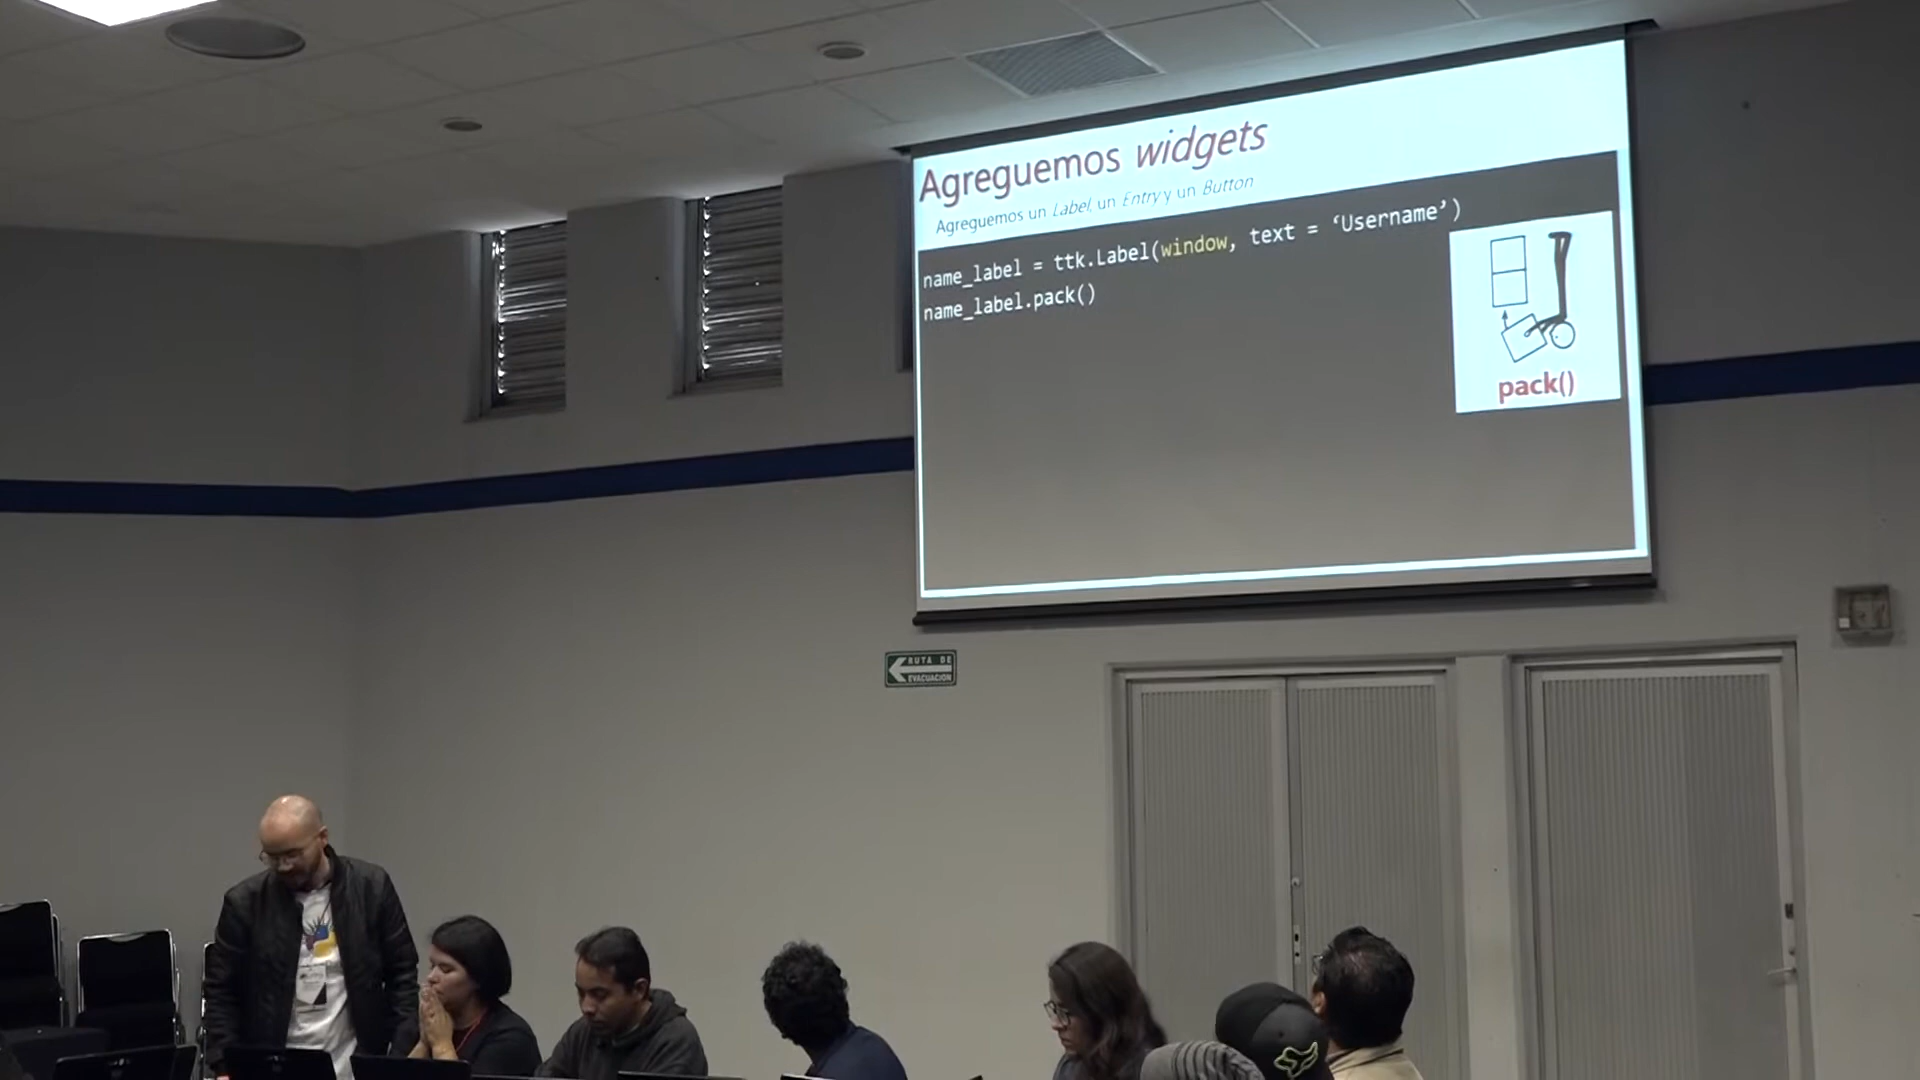 Agreguemos widgets
Agreguemos un Label, un Entry y un Button
name_label = ttk.Label(window, text = ‘Username’)
name_label.pack()
pack()
RUTA DE
EVACUACION